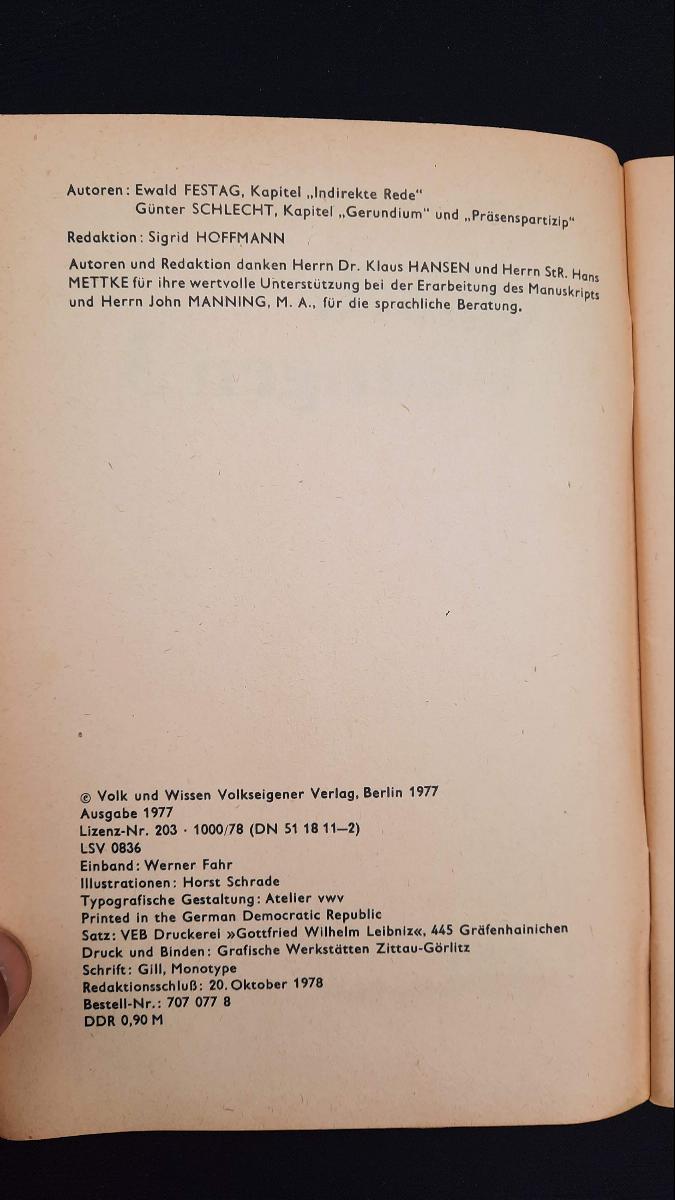 Autoren: Ewald FESTAG, Kapitel „Indirekte Rede“
Günter SCHLECHT, Kapitel „Gerundium“ und „Präsenspartizip“
Redaktion: Sigrid HOFFMANN
Autoren und Redaktion danken Herrn Dr. Klaus HANSEN und Herrn StR. Hans
METTKE für ihre wertvolle Unterstützung bei der Erarbeitung des Manuskripts
und Herrn John MANNING, M. A., für die sprachliche Beratung.
© Volk und Wissen Volkseigener Verlag, Berlin 1977
Ausgabe 1977
Lizenz-Nr. 203 · 1000/78 (DN 51 18 11—2)
LSV 0836
Einband: Werner Fahr
Illustrationen: Horst Schrade
Typografische Gestaltung: Atelier vwv
Printed in the German Democratic Republic
Satz: VEB Druckerei »Gottfried Wilhelm Leibniz«, 445 Gräfenhainichen
Druck und Binden: Grafische Werkstätten Zittau-Görlitz
Schrift: Gill, Monotype
Redaktionsschluß: 20. Oktober 1978
Bestell-Nr.: 707 077 8
DDR 0,90 M